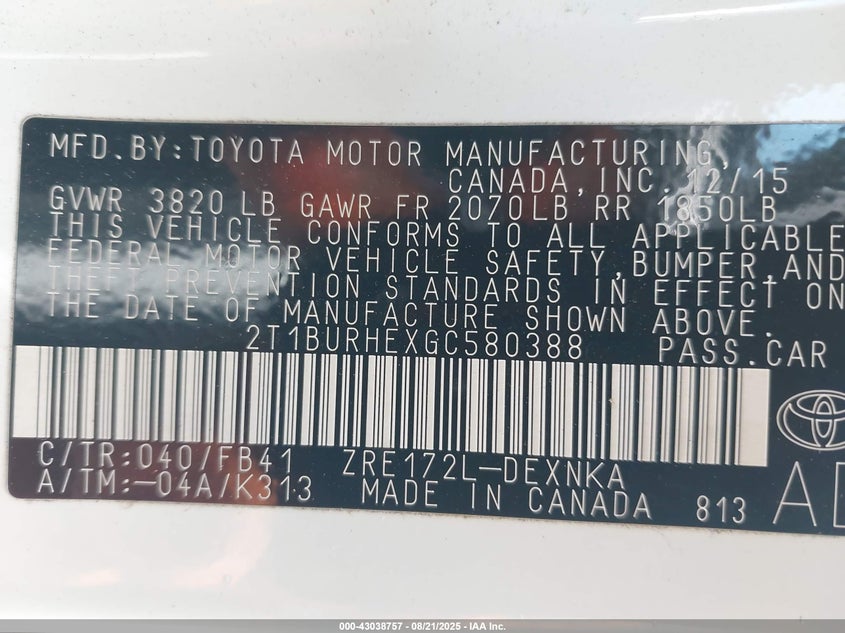 MFD.BY:TOYOTA MOTOR MANUFACTURING,
CANADA,INC. 12/15
GVWR 3820 LB GAWR FR 2070LB RR 1850LB
THIS VEHICLE CONFORMS TO ALL APPLICABLE
FEDERAL MOTOR VEHICLE SAFETY,BUMPER,AND
THEFT PREVENTION STANDARDS IN EFFECT ON
THE DATE OF MANUFACTURE SHOWN ABOVE.
2T1BURHEXGC580388 PASS.CAR
C/TR:040/FB41 ZRE172L-DEXNKA
A/TM:-04A/K313 MADE IN CANADA 813
000-43038757 - 08/21/2025 - IAA Inc.